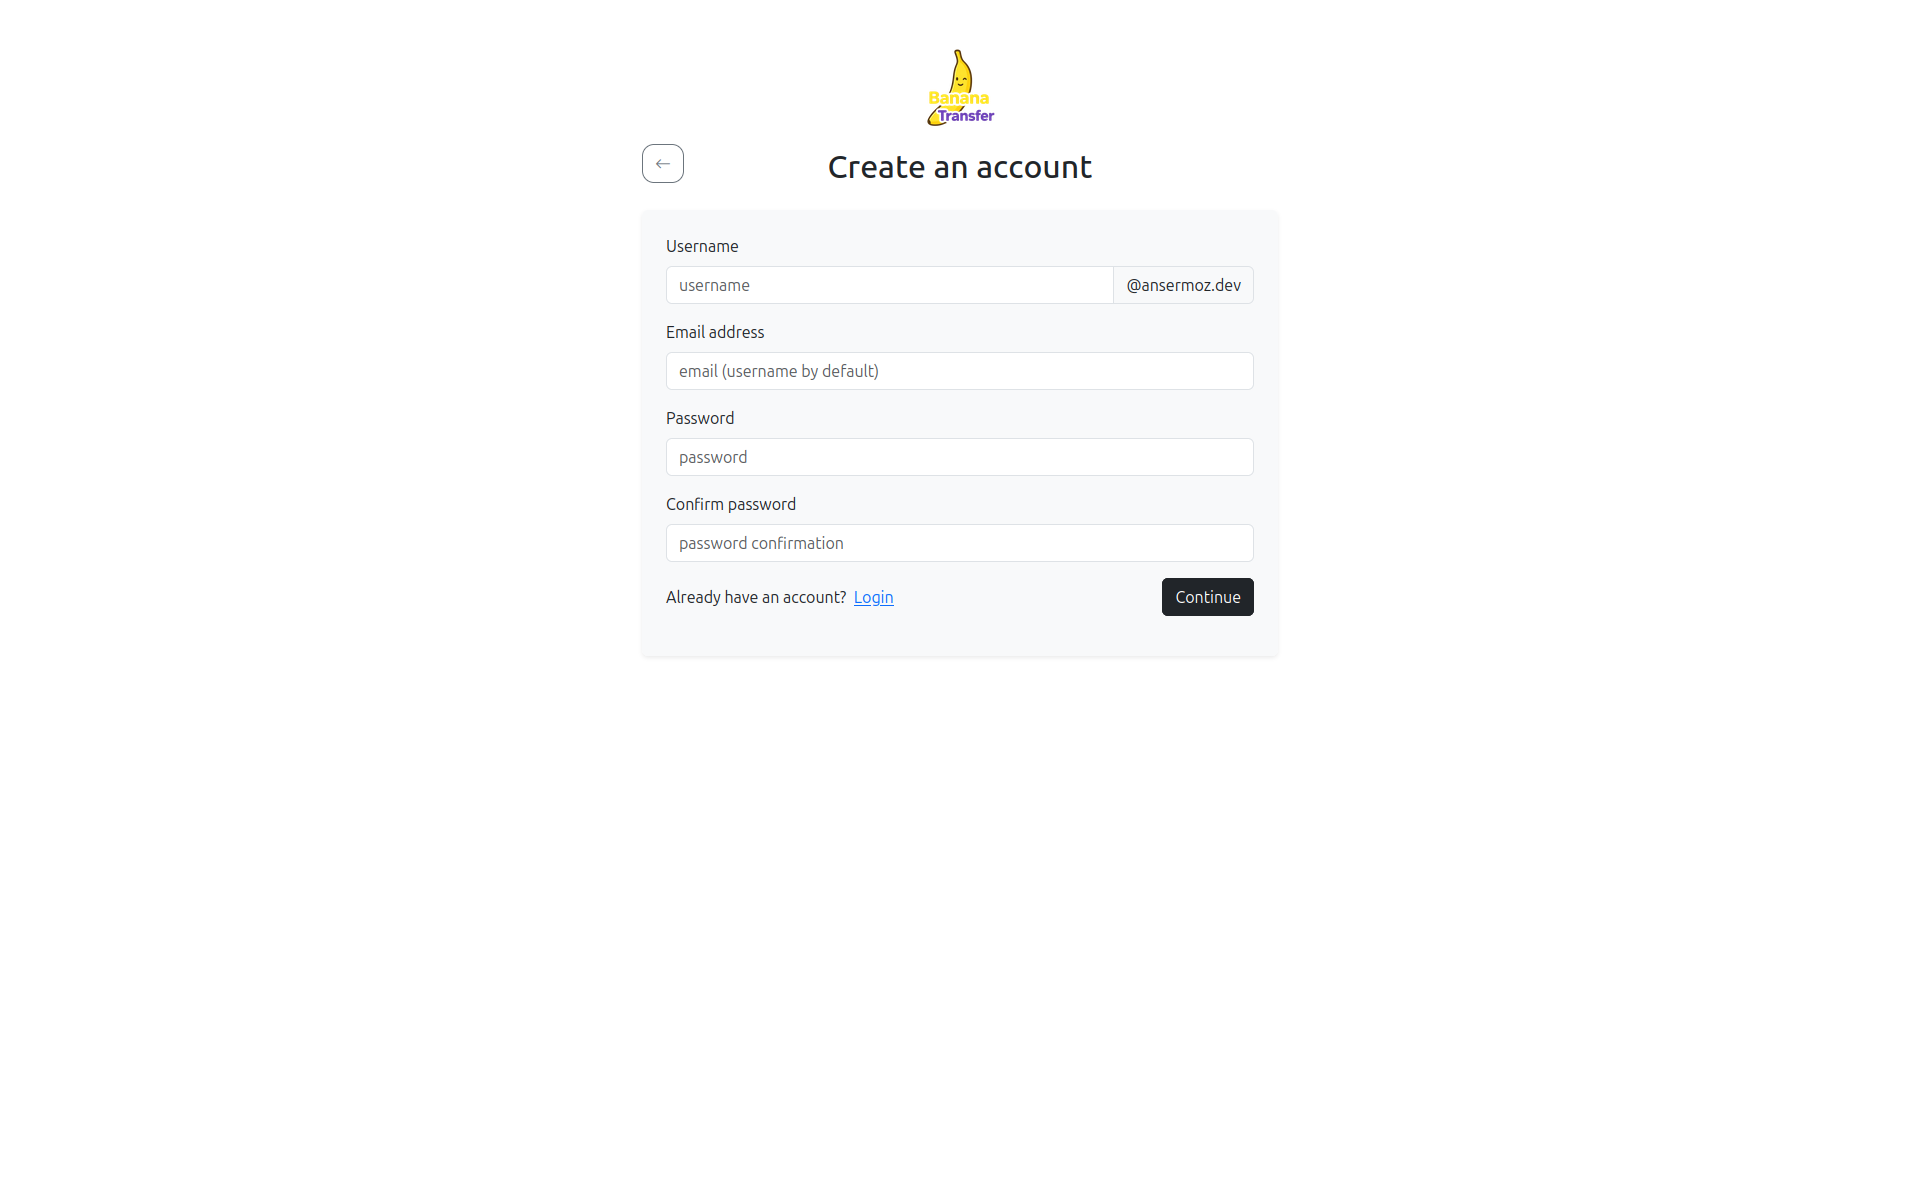 Banana
Transfer
Create an account
Username
username @ansermoz.dev
Email address
email (username by default)
Password
password
Confirm password
password confirmation
Already have an account? Login Continue